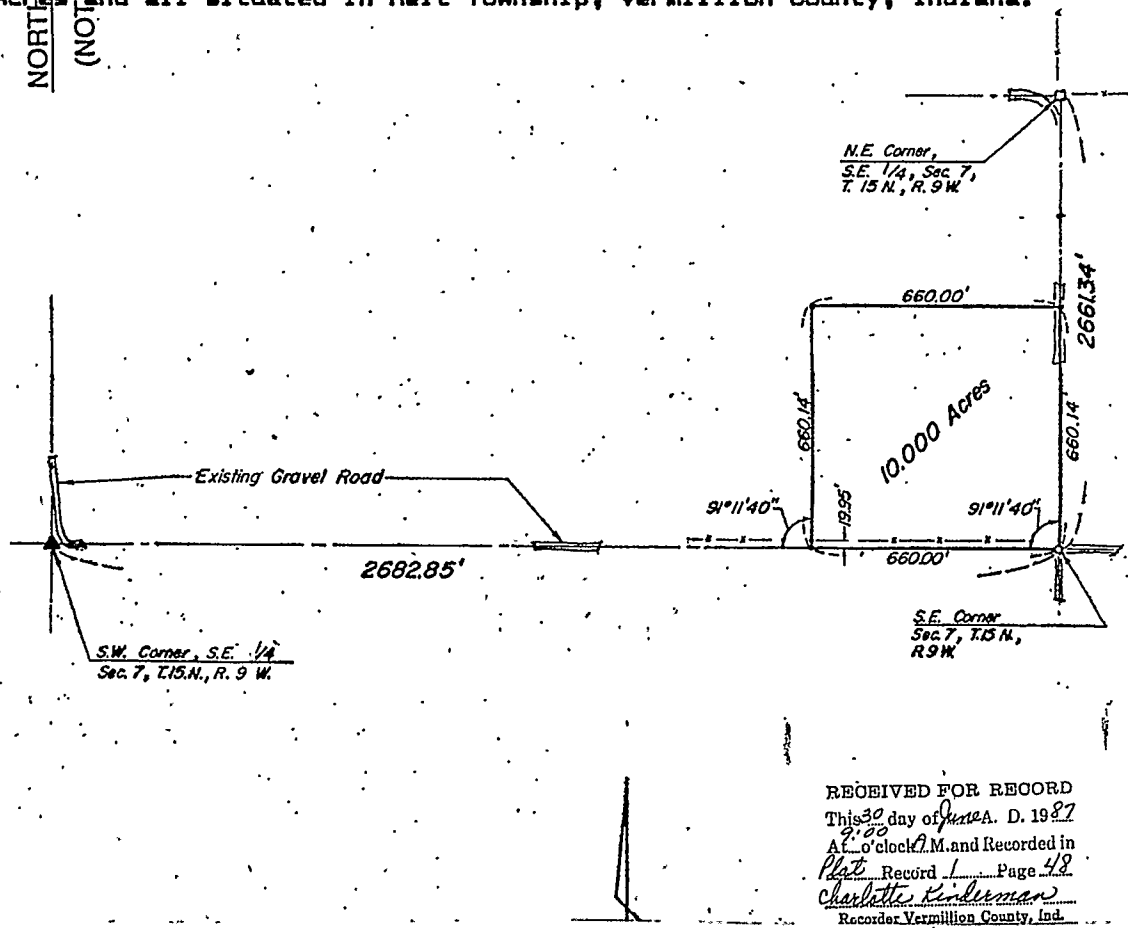 Acres and all situated in Helt Township, Vermillion County, Indiana.
NORT
(NOT
N.E. Corner,
S.E. 1/4, Sec. 7,
T. 15 N., R. 9 W.
2661.34'
660.00'
660.14'
10.000 Acres
660.14'
Existing Gravel Road
91°11'40"
19.95'
91°11'40"
2682.85'
660.00'
S.W. Corner, S.E. 1/4
Sec. 7, T.15.N., R. 9 W.
S.E. Corner
Sec. 7, T.15 N.,
R.9 W.
RECEIVED FOR RECORD
This 30 day of June A. D. 1987
At 9:00 o'clock A.M. and Recorded in
Plat Record 1 Page 48
Charlotte Kinderman
Recorder Vermillion County, Ind.